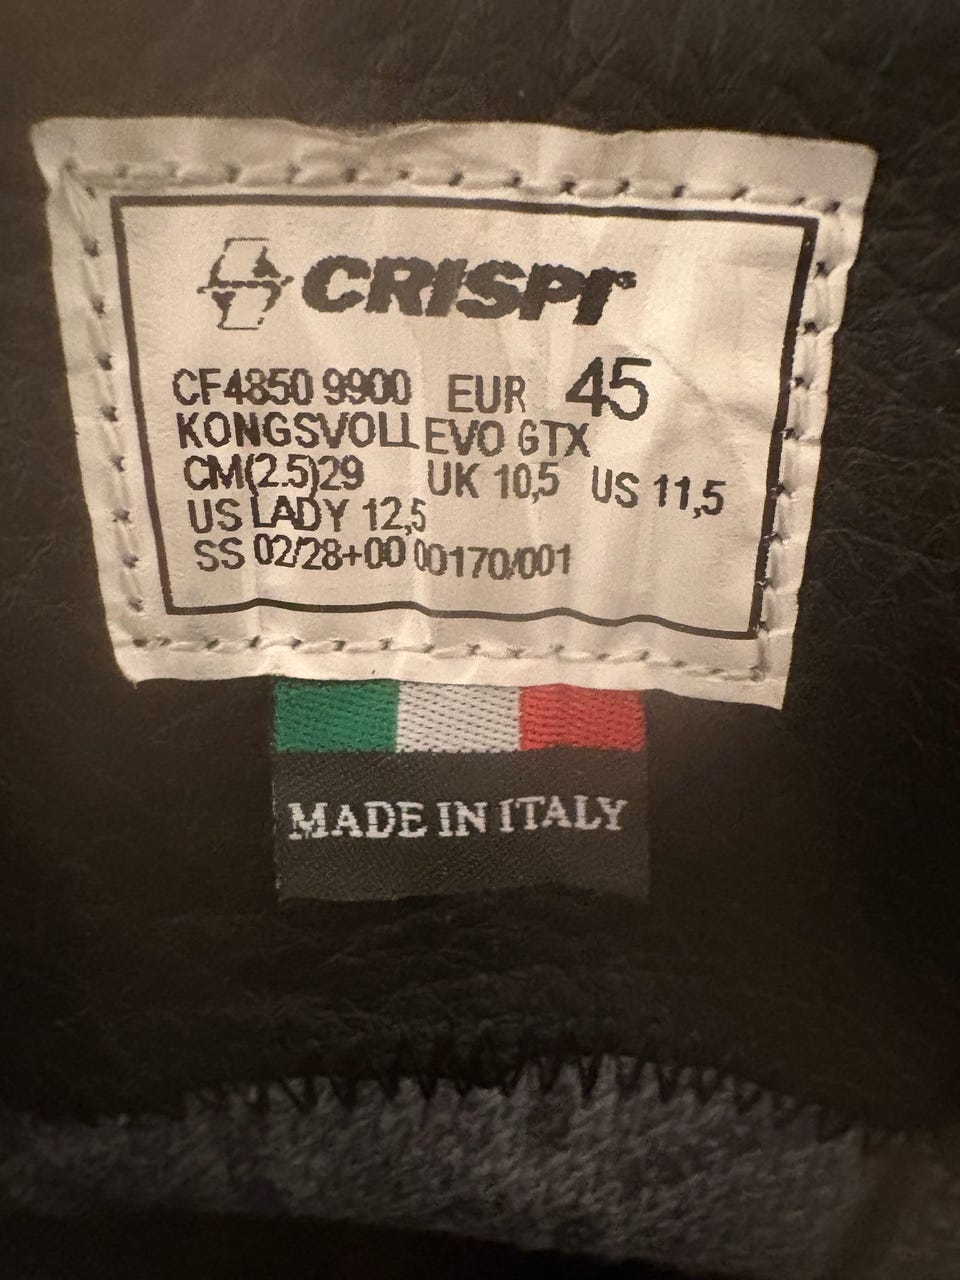 CRISPI®
CF4850 9900 EUR 45
KONGSVOLL EVO GTX
CM(2.5)29 UK 10,5 US 11,5
US LADY 12,5
SS 02/28+00 00170/001
MADE IN ITALY